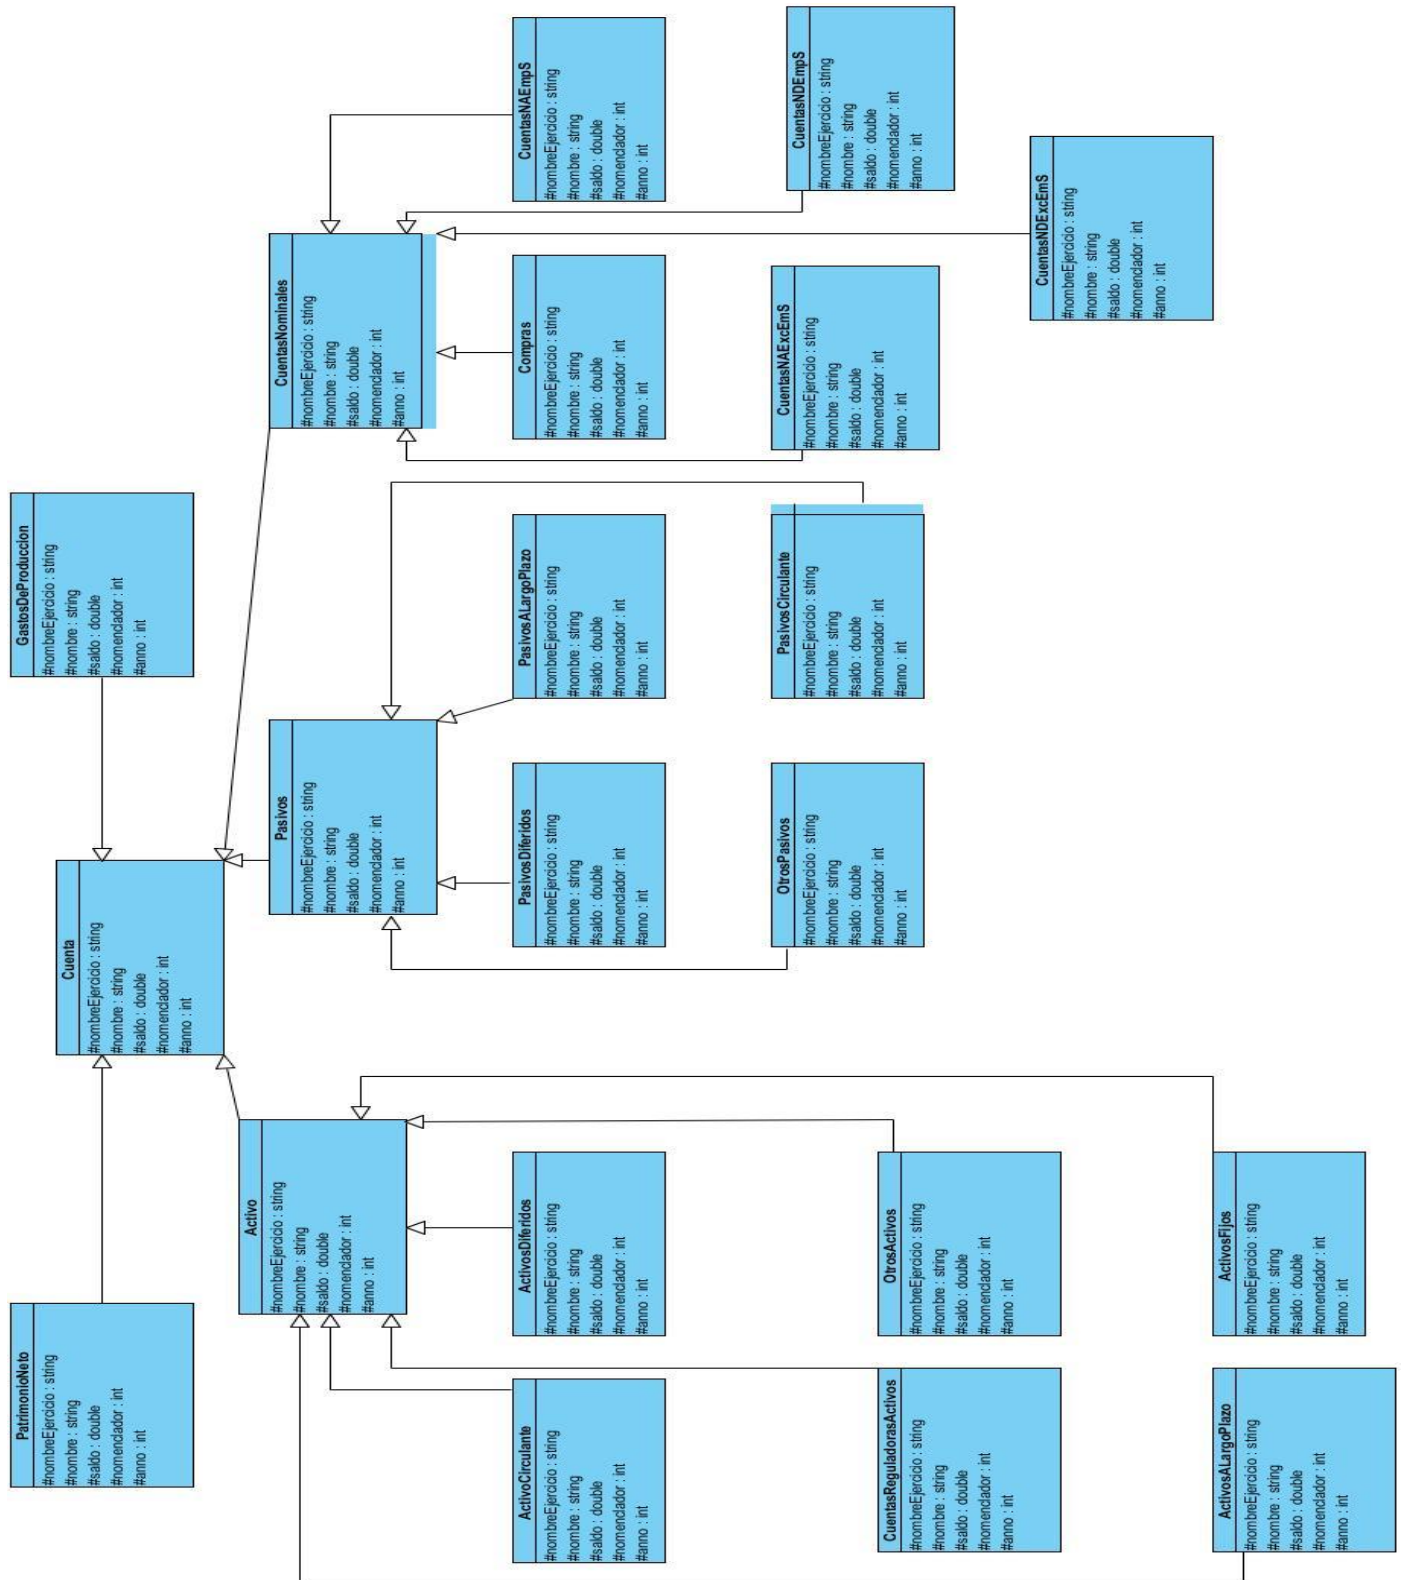 PatrimonioNeto
#nombreEjercicio : string
#nombre : string
#saldo : double
#nomenclador : int
#anno : int
Cuenta
#nombreEjercicio : string
#nombre : string
#saldo : double
#nomenclador : int
#anno : int
GastosDeProduccion
#nombreEjercicio : string
#nombre : string
#saldo : double
#nomenclador : int
#anno : int
Activo
#nombreEjercicio : string
#nombre : string
#saldo : double
#nomenclador : int
#anno : int
Pasivos
#nombreEjercicio : string
#nombre : string
#saldo : double
#nomenclador : int
#anno : int
CuentasNominales
#nombreEjercicio : string
#nombre : string
#saldo : double
#nomenclador : int
#anno : int
ActivoCirculante
#nombreEjercicio : string
#nombre : string
#saldo : double
#nomenclador : int
#anno : int
ActivosDiferidos
#nombreEjercicio : string
#nombre : string
#saldo : double
#nomenclador : int
#anno : int
PasivosDiferidos
#nombreEjercicio : string
#nombre : string
#saldo : double
#nomenclador : int
#anno : int
PasivosALargoPlazo
#nombreEjercicio : string
#nombre : string
#saldo : double
#nomenclador : int
#anno : int
Compras
#nombreEjercicio : string
#nombre : string
#saldo : double
#nomenclador : int
#anno : int
CuentasNAEmpS
#nombreEjercicio : string
#nombre : string
#saldo : double
#nomenclador : int
#anno : int
CuentasReguladorasActivos
#nombreEjercicio : string
#nombre : string
#saldo : double
#nomenclador : int
#anno : int
OtrosActivos
#nombreEjercicio : string
#nombre : string
#saldo : double
#nomenclador : int
#anno : int
OtrosPasivos
#nombreEjercicio : string
#nombre : string
#saldo : double
#nomenclador : int
#anno : int
PasivosCirculante
#nombreEjercicio : string
#nombre : string
#saldo : double
#nomenclador : int
#anno : int
CuentasNAExcEmS
#nombreEjercicio : string
#nombre : string
#saldo : double
#nomenclador : int
#anno : int
CuentasNDEmpS
#nombreEjercicio : string
#nombre : string
#saldo : double
#nomenclador : int
#anno : int
ActivosALargoPlazo
#nombreEjercicio : string
#nombre : string
#saldo : double
#nomenclador : int
#anno : int
ActivosFijos
#nombreEjercicio : string
#nombre : string
#saldo : double
#nomenclador : int
#anno : int
CuentasNDExcEmS
#nombreEjercicio : string
#nombre : string
#saldo : double
#nomenclador : int
#anno : int